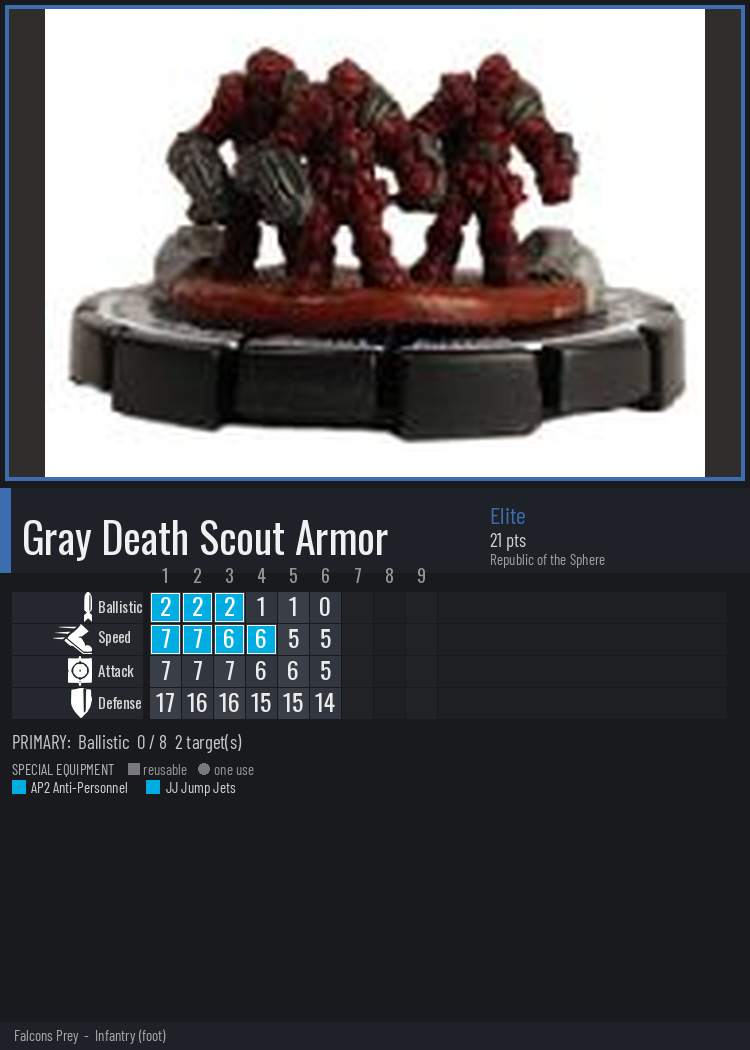 Gray Death Scout Armor
Elite
21 pts
Republic of the Sphere
1 2 3 4 5 6 7 8 9
Ballistic 2 2 2 1 1 0
Speed 7 7 6 6 5 5
Attack 7 7 7 6 6 5
Defense 17 16 16 15 15 14
PRIMARY: Ballistic 0 / 8 2 target(s)
SPECIAL EQUIPMENT reusable one use
AP2 Anti-Personnel JJ Jump Jets
Falcons Prey - Infantry (foot)